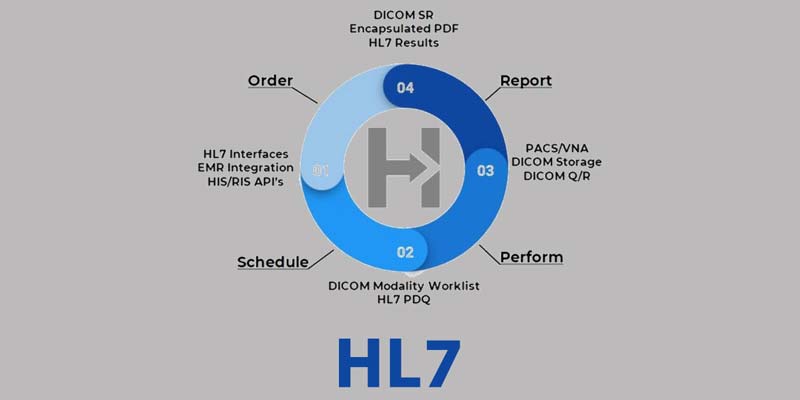 DICOM SR
Encapsulated PDF
HL7 Results
04
Order
Report
HL7 Interfaces
EMR Integration
HIS/RIS API's
01
H
03
PACS/VNA
DICOM Storage
DICOM Q/R
02
Schedule
Perform
DICOM Modality Worklist
HL7 PDQ
HL7